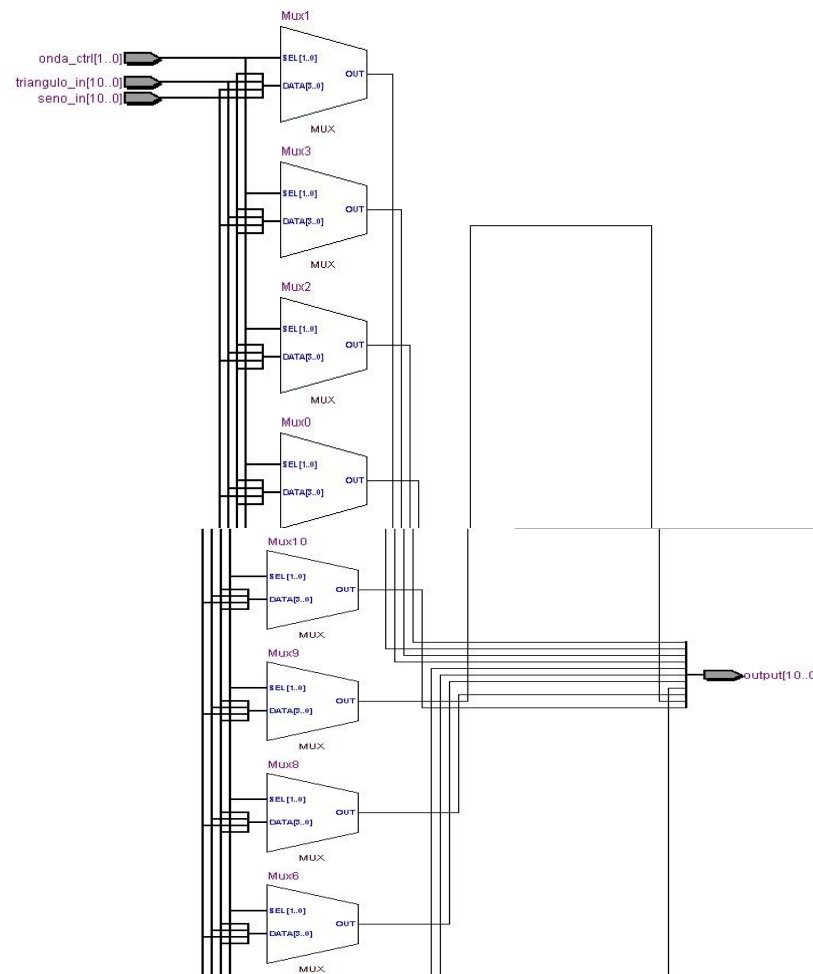 Mux1
onda_ctrl[1..0]
SEL[1..0]
OUT
triangulo_in[10..0]
DATA[3..0]
seno_in[10..0]
MUX
Mux3
SEL[1..0]
OUT
DATA[3..0]
MUX
Mux2
SEL[1..0]
OUT
DATA[3..0]
MUX
Mux0
SEL[1..0]
OUT
DATA[3..0]
Mux10
SEL[1..0]
OUT
DATA[3..0]
MUX
Mux9
output[10..0
SEL[1..0]
OUT
DATA[3..0]
MUX
Mux8
SEL[1..0]
OUT
DATA[3..0]
MUX
Mux6
SEL[1..0]
OUT
DATA[3..0]
MUX